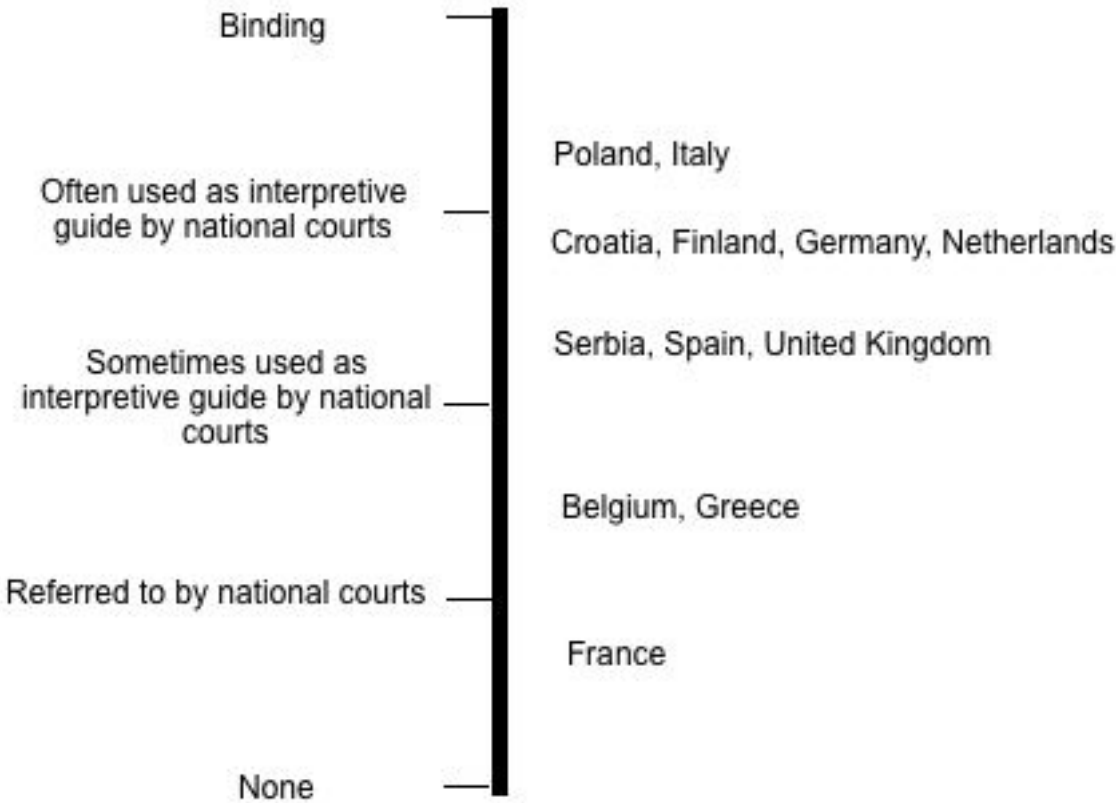 Binding
Poland, Italy
Often used as interpretive
guide by national courts
Croatia, Finland, Germany, Netherlands
Serbia, Spain, United Kingdom
Sometimes used as
interpretive guide by national
courts
Belgium, Greece
Referred to by national courts
France
None